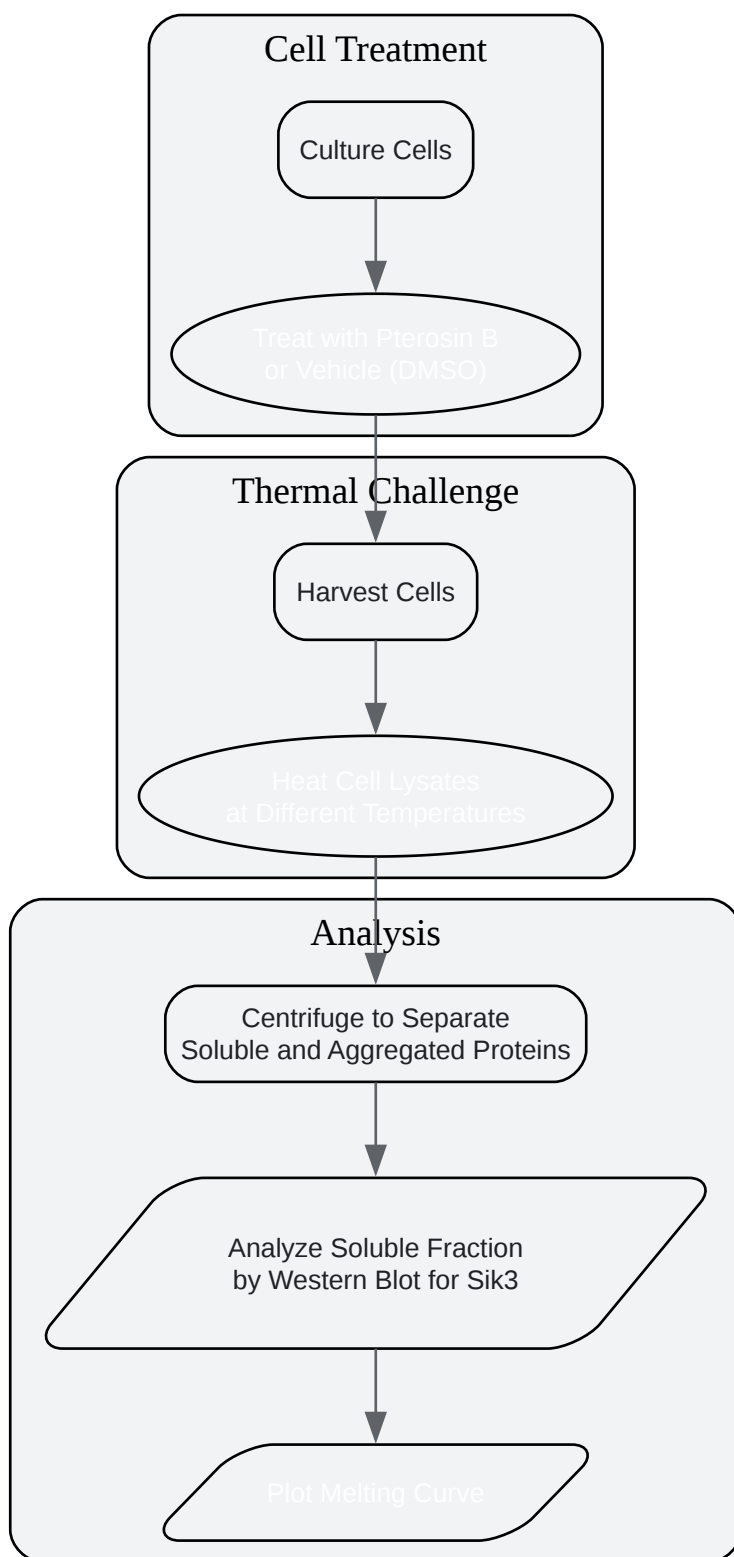 Cell Treatment
Culture Cells
Treat with Pterosin B
or Vehicle (DMSO)
Thermal Challenge
Harvest Cells
Heat Cell Lysates
at Different Temperatures
Analysis
Centrifuge to Separate
Soluble and Aggregated Proteins
Analyze Soluble Fraction
by Western Blot for Sik3
Plot Melting Curve